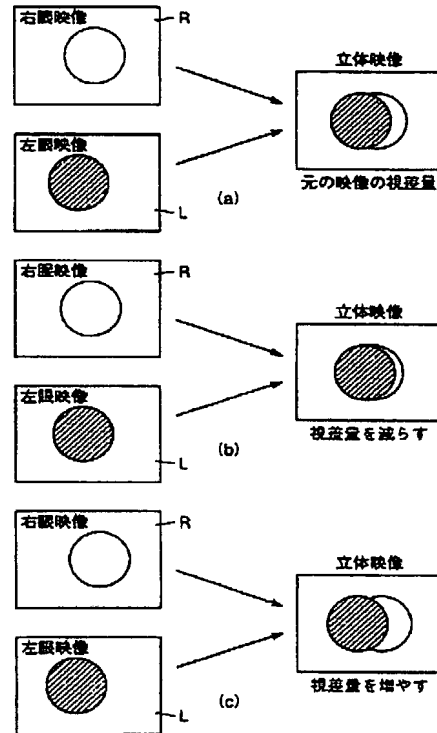 右眼映像
R
立体映像
左眼映像
L
(a)
元の映像の視差量
右眼映像
R
立体映像
左眼映像
L
(b)
視差量を減らす
右眼映像
R
立体映像
左眼映像
L
(c)
視差量を増やす